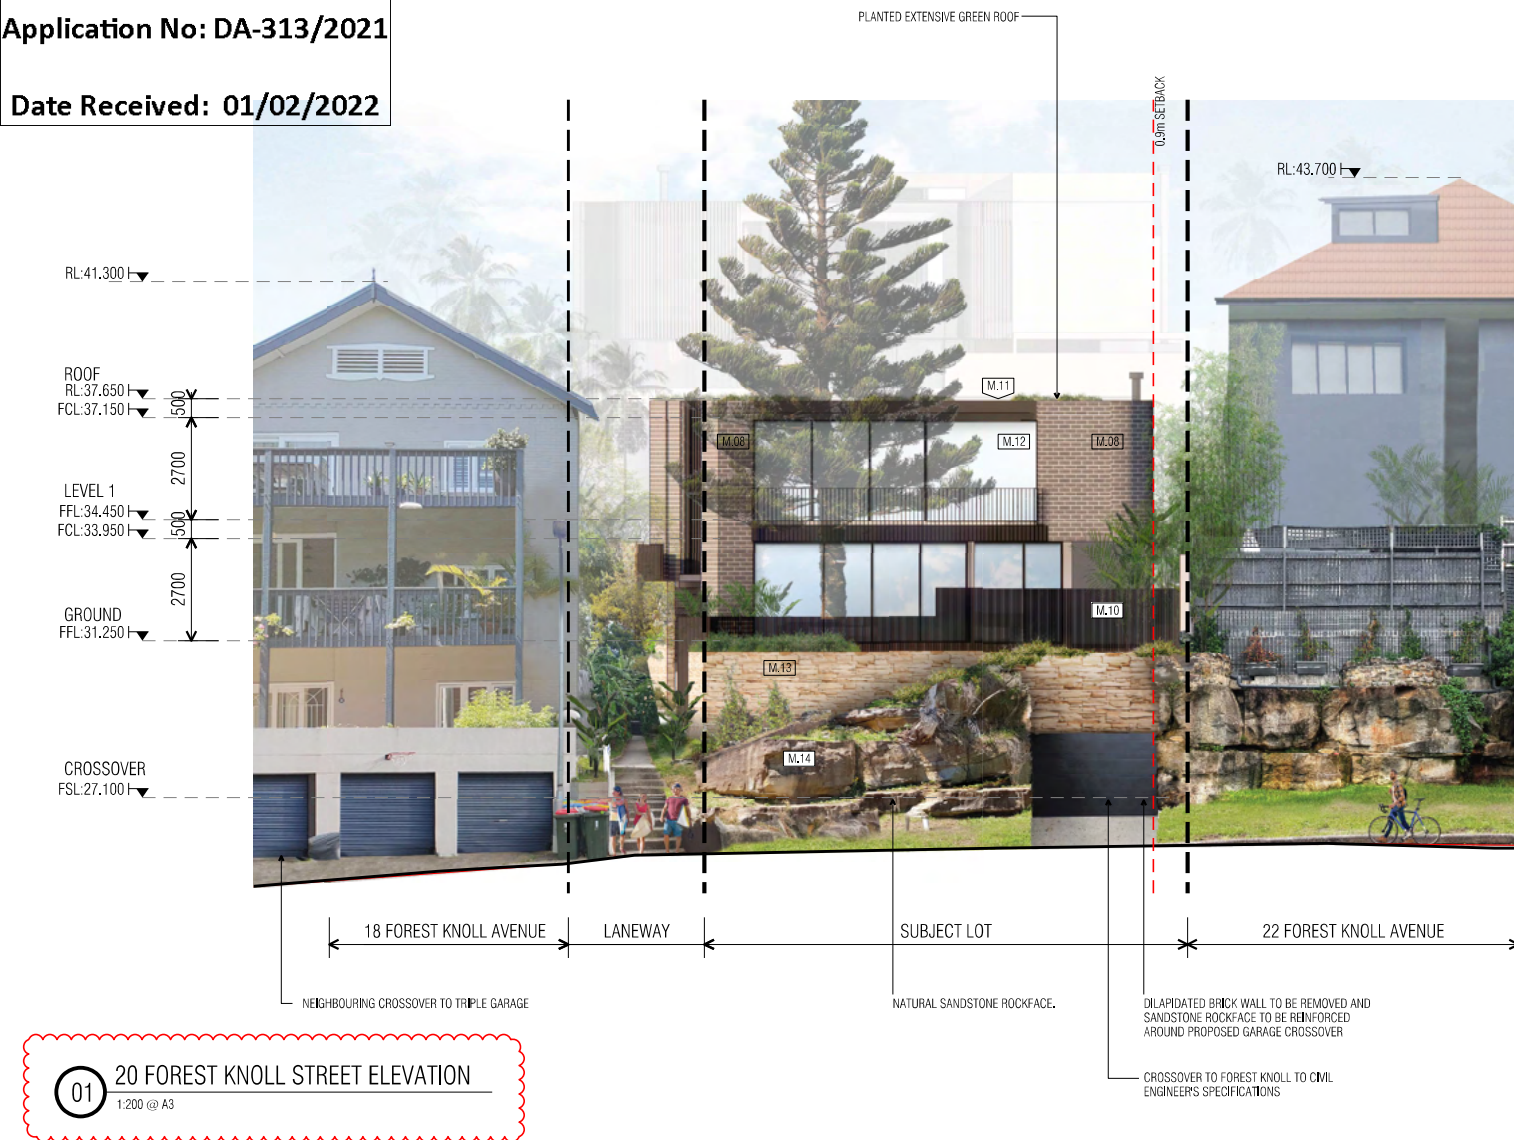 Application No: DA-313/2021
Date Received: 01/02/2022
PLANTED EXTENSIVE GREEN ROOF
0.9m SETBACK
RL:43.700
RL:41.300
ROOF
RL:37.650
FCL:37.150
500
2700
LEVEL 1
FFL:34.450
FCL:33.950
500
2700
GROUND
FFL:31.250
CROSSOVER
FSL:27.100
M.11
M.08
M.12
M.08
M.10
M.13
M.14
18 FOREST KNOLL AVENUE
LANEWAY
SUBJECT LOT
22 FOREST KNOLL AVENUE
NEIGHBOURING CROSSOVER TO TRIPLE GARAGE
NATURAL SANDSTONE ROCKFACE.
DILAPIDATED BRICK WALL TO BE REMOVED AND
SANDSTONE ROCKFACE TO BE REINFORCED
AROUND PROPOSED GARAGE CROSSOVER
CROSSOVER TO FOREST KNOLL TO CIVIL
ENGINEER'S SPECIFICATIONS
01
20 FOREST KNOLL STREET ELEVATION
1:200 @ A3